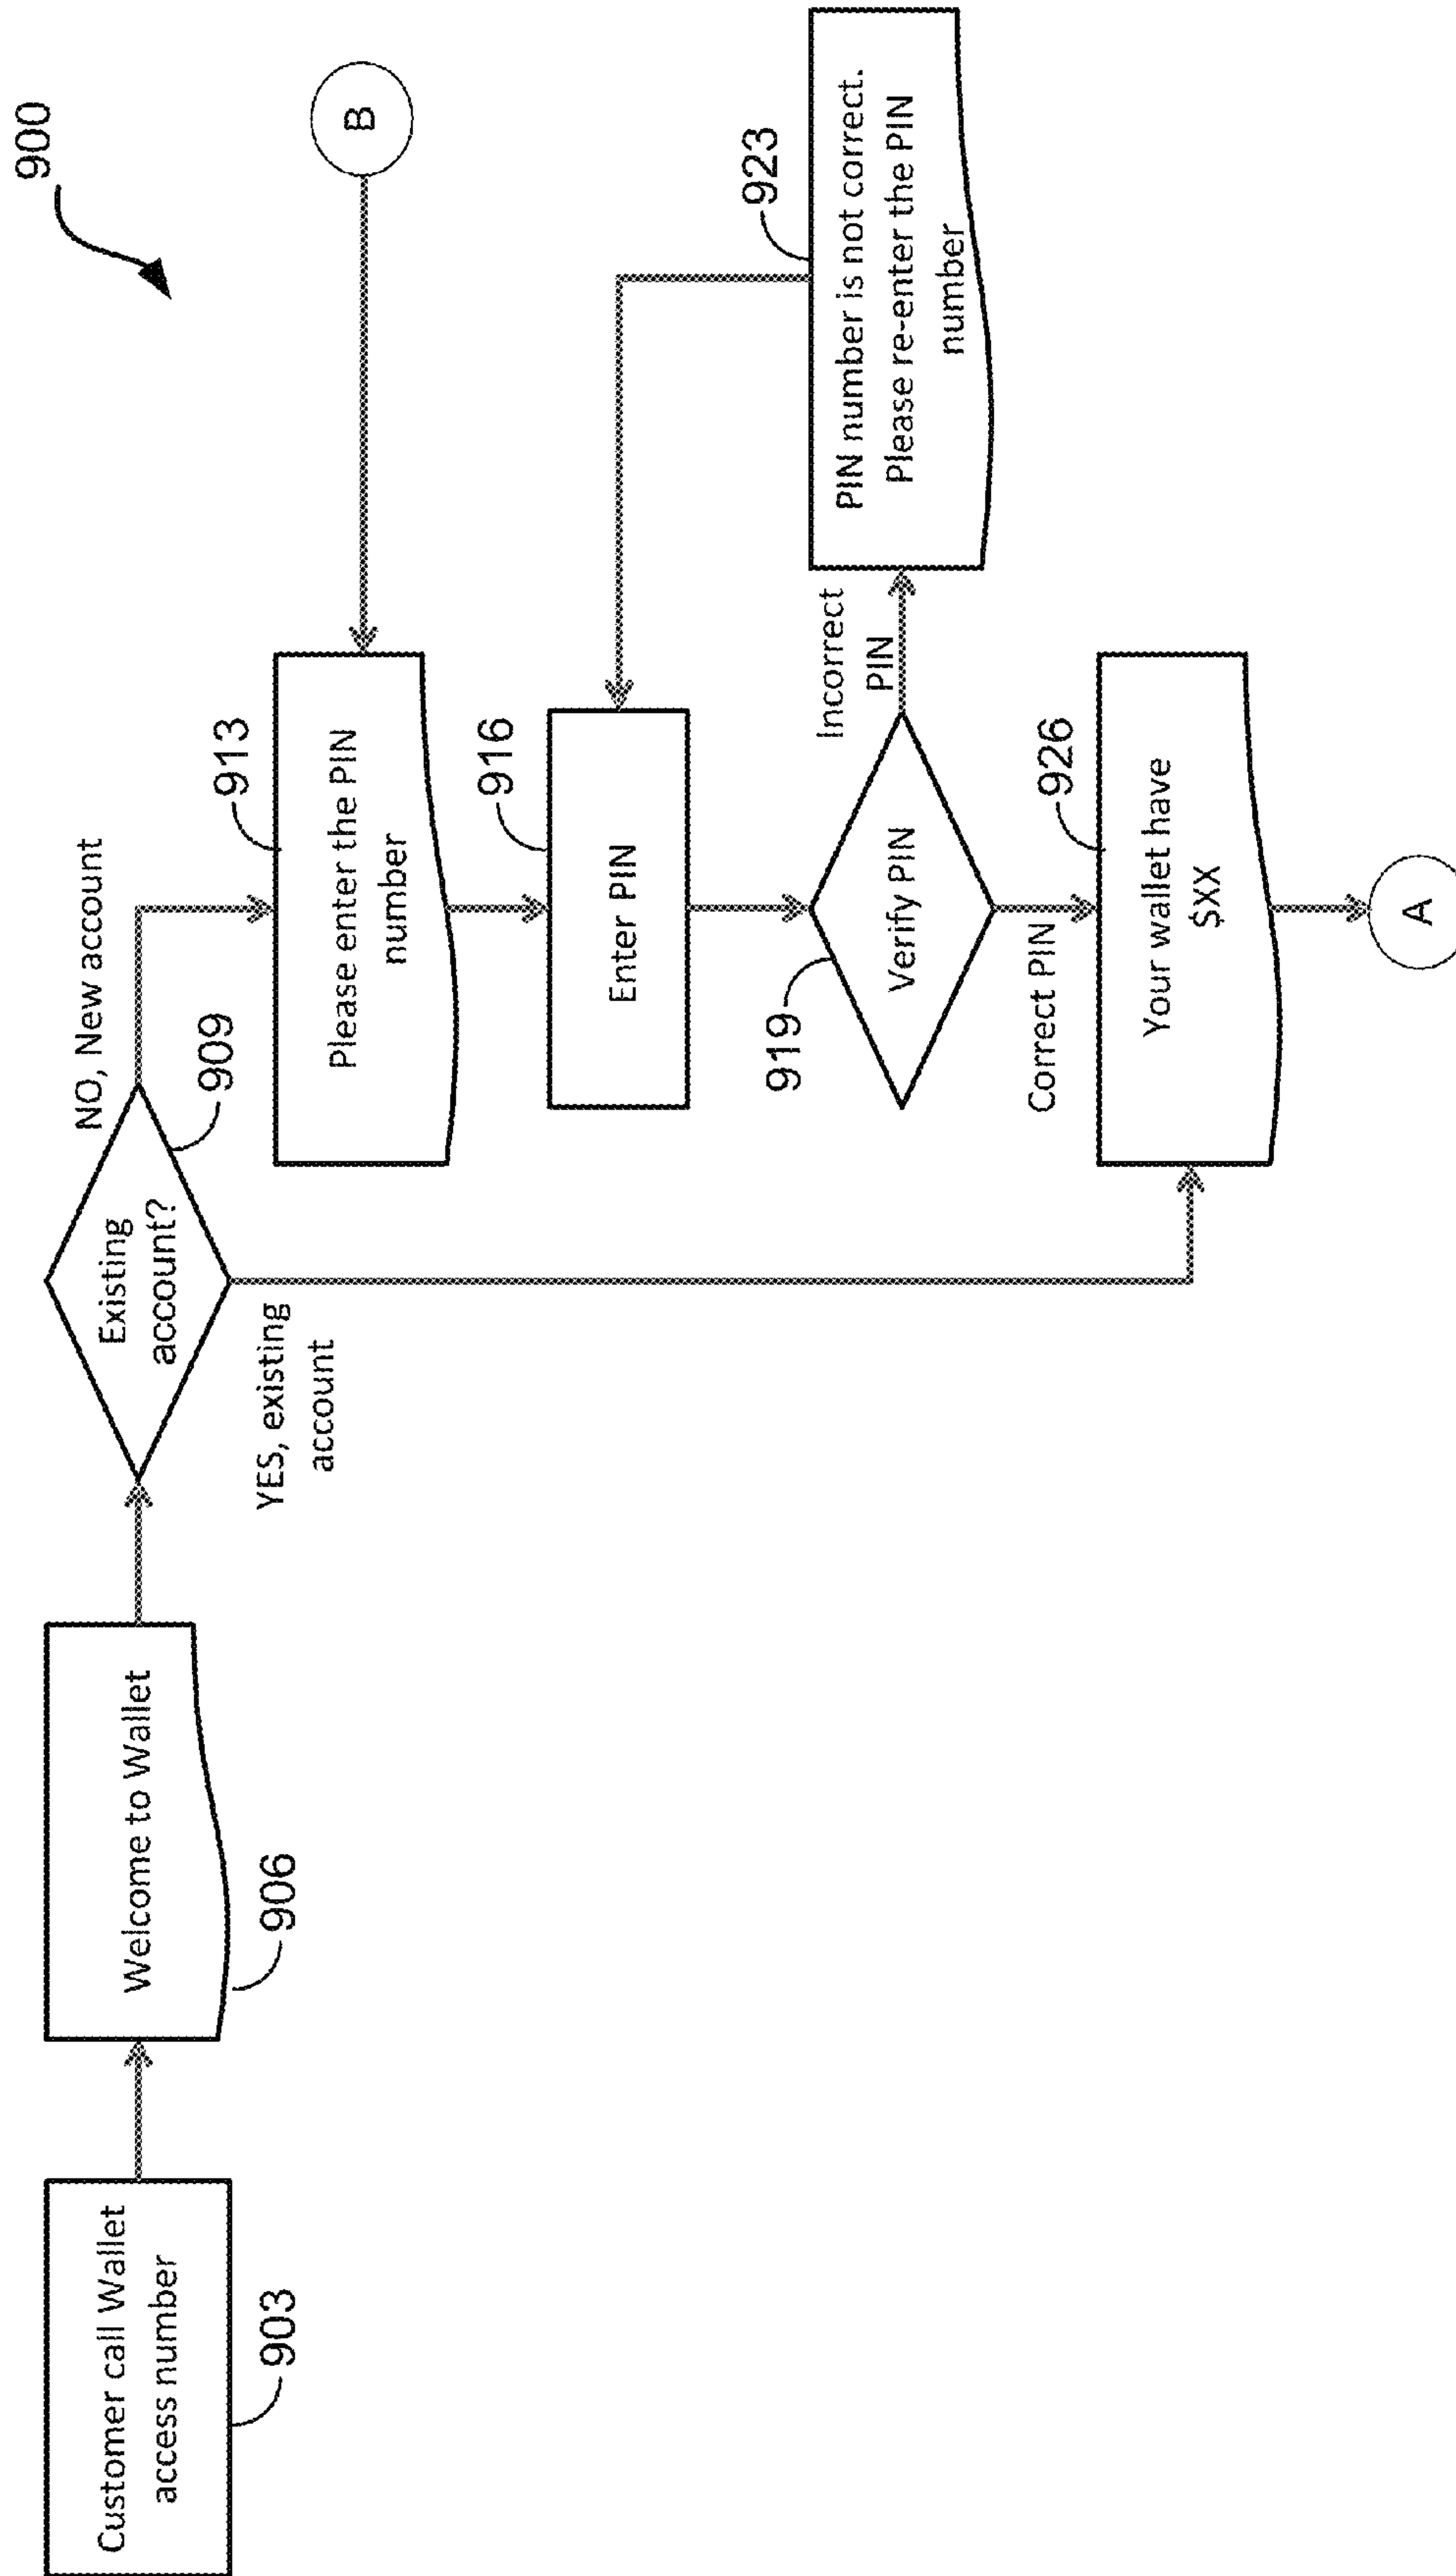 900
Customer call Wallet
access number
903
Welcome to Wallet
906
Existing
account?
909
NO, New account
YES, existing
account
B
Please enter the PIN
number
913
Enter PIN
916
Verify PIN
919
Incorrect
PIN
PIN number is not correct.
Please re-enter the PIN
number
923
Correct PIN
Your wallet have
$XX
926
A